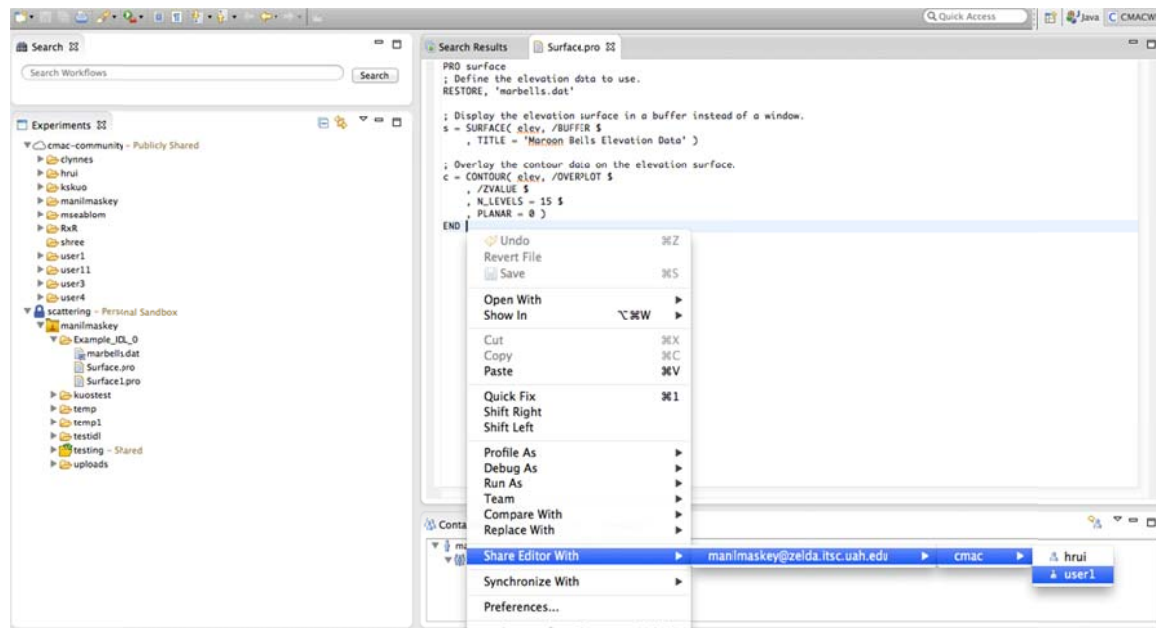 Quick Access
Java
CMACW
Search
Search Workflows
Search
Experiments
cmac-community - Publicly Shared
clynnes
hrui
kskuo
manilmaskey
mseablom
RxR
shree
user1
user11
user3
user4
scattering - Personal Sandbox
manilmaskey
Example_IDL_0
marbells.dat
Surface.pro
Surface1.pro
kuostest
temp
temp1
testidl
testing - Shared
uploads
Search Results
Surface.pro
PRO surface
; Define the elevation data to use.
RESTORE, 'marbells.dat'
; Display the elevation surface in a buffer instead of a window.
s = SURFACE( elev, /BUFFER $
, TITLE = 'Maroon Bells Elevation Data' )
; Overlay the contour data on the elevation surface.
c = CONTOUR( elev, /OVERPLOT $
, /ZVALUE $
, N_LEVELS = 15 $
, PLANAR = 0 )
END
Undo ⌘Z
Revert File
Save ⌘S
Open With
Show In ⌥⌘W
Cut ⌘X
Copy ⌘C
Paste ⌘V
Quick Fix ⌘1
Shift Right
Shift Left
Profile As
Debug As
Run As
Team
Compare With
Replace With
Share Editor With
manilmaskey@zelda.itsc.uah.edu
cmac
hrui
user1
Synchronize With
Preferences...
Conta
ma